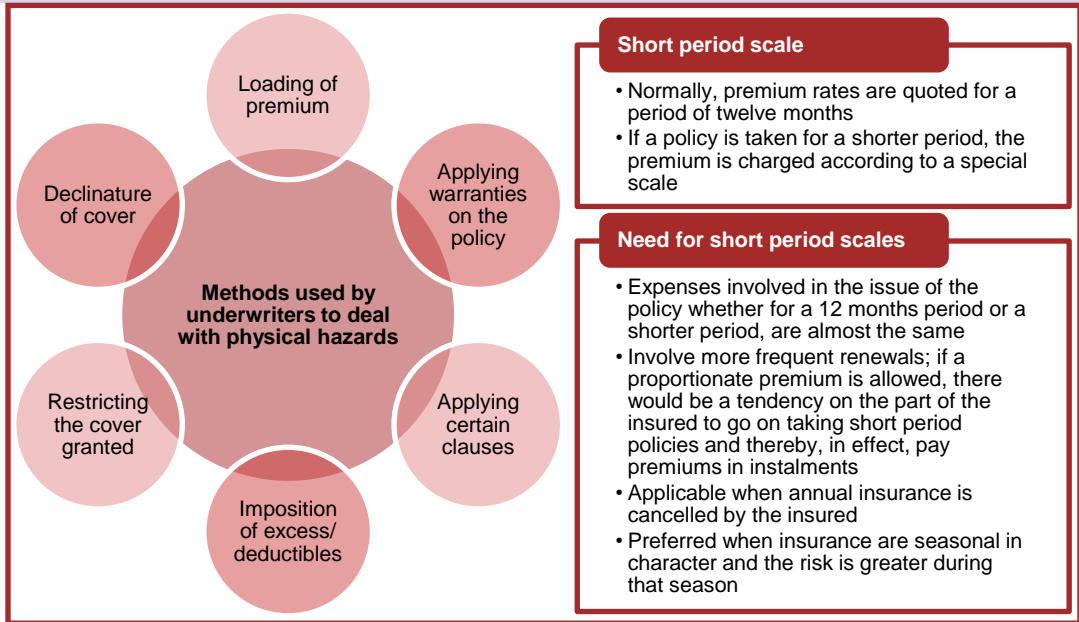 Loading of
premium
Applying
warranties
on the
policy
Applying
certain
clauses
Imposition
of excess/
deductibles
Restricting
the cover
granted
Declinature
of cover
Methods used by
underwriters to deal
with physical hazards
Short period scale
• Normally, premium rates are quoted for a
period of twelve months
• If a policy is taken for a shorter period, the
premium is charged according to a special
scale
Need for short period scales
• Expenses involved in the issue of the
policy whether for a 12 months period or a
shorter period, are almost the same
• Involve more frequent renewals; if a
proportionate premium is allowed, there
would be a tendency on the part of the
insured to go on taking short period
policies and thereby, in effect, pay
premiums in instalments
• Applicable when annual insurance is
cancelled by the insured
• Preferred when insurance are seasonal in
character and the risk is greater during
that season